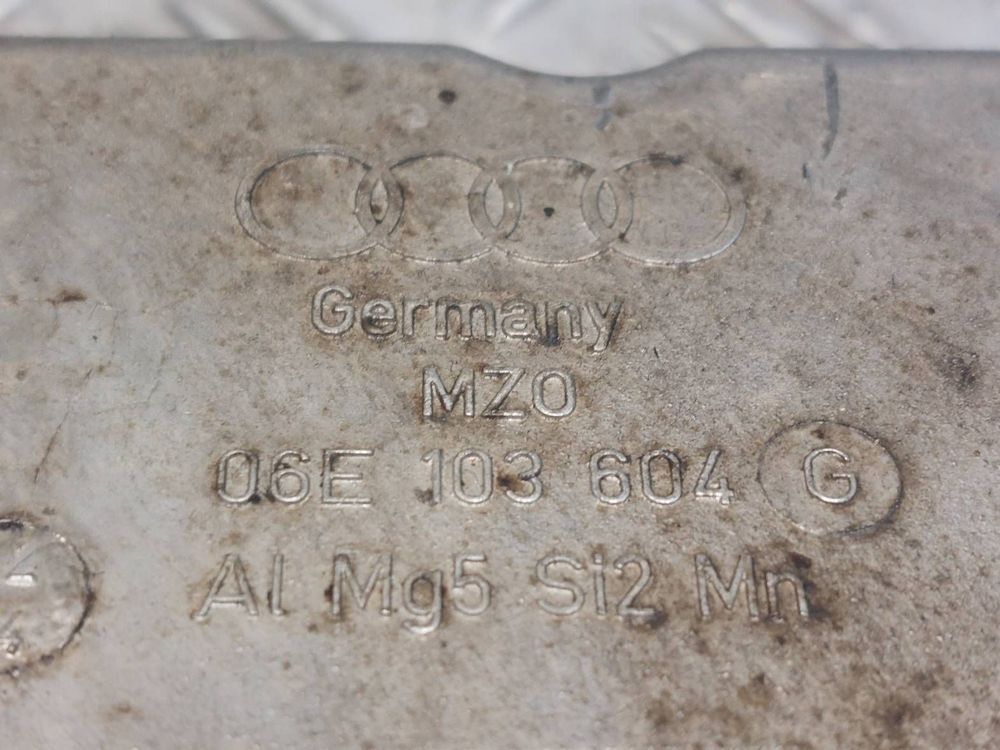 Germany
MZO
06E 103 604 G
Al Mg5 Si2 Mn